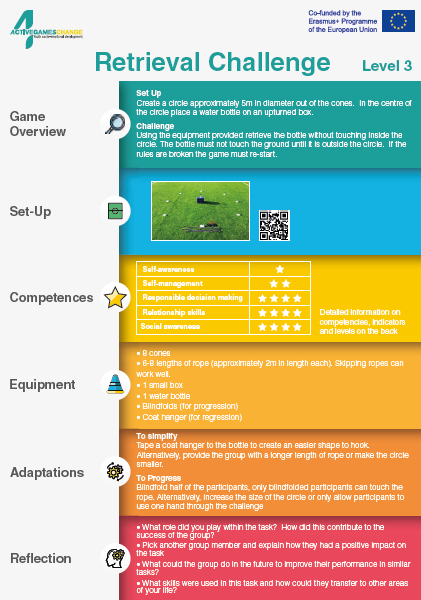 ACTIVEGAMES4CHANGE
Youth socio-emotional development
Co-funded by the
Erasmus+ Programme
of the European Union
Retrieval Challenge
Level 3
Game
Overview
Set Up
Create a circle approximately 5m in diameter out of the cones. In the centre of
the circle place a water bottle on an upturned box.
Challenge
Using the equipment provided retrieve the bottle without touching inside the
circle. The bottle must not touch the ground until it is outside the circle. If the
rules are broken the game must re-start.
Set-Up
Competences
Self-awareness
Self-management
Responsible decision making
Relationship skills
Social awareness
Detailed information on
competencies, indicators
and levels on the back
Equipment
• 8 cones
• 6-8 lengths of rope (approximately 2m in length each). Skipping ropes can
work well.
• 1 small box
• 1 water bottle
• Blindfolds (for progression)
• Coat hanger (for regression)
Adaptations
To simplify
Tape a coat hanger to the bottle to create an easier shape to hook.
Alternatively, provide the group with a longer length of rope or make the circle
smaller.
To Progress
Blindfold half of the participants, only blindfolded participants can touch the
rope. Alternatively, increase the size of the circle or only allow participants to
use one hand through the challenge
Reflection
• What role did you play within the task? How did this contribute to the
success of the group?
• Pick another group member and explain how they had a positive impact on
the task
• What could the group do in the future to improve their performance in similar
tasks?
• What skills were used in this task and how could they transfer to other areas
of your life?